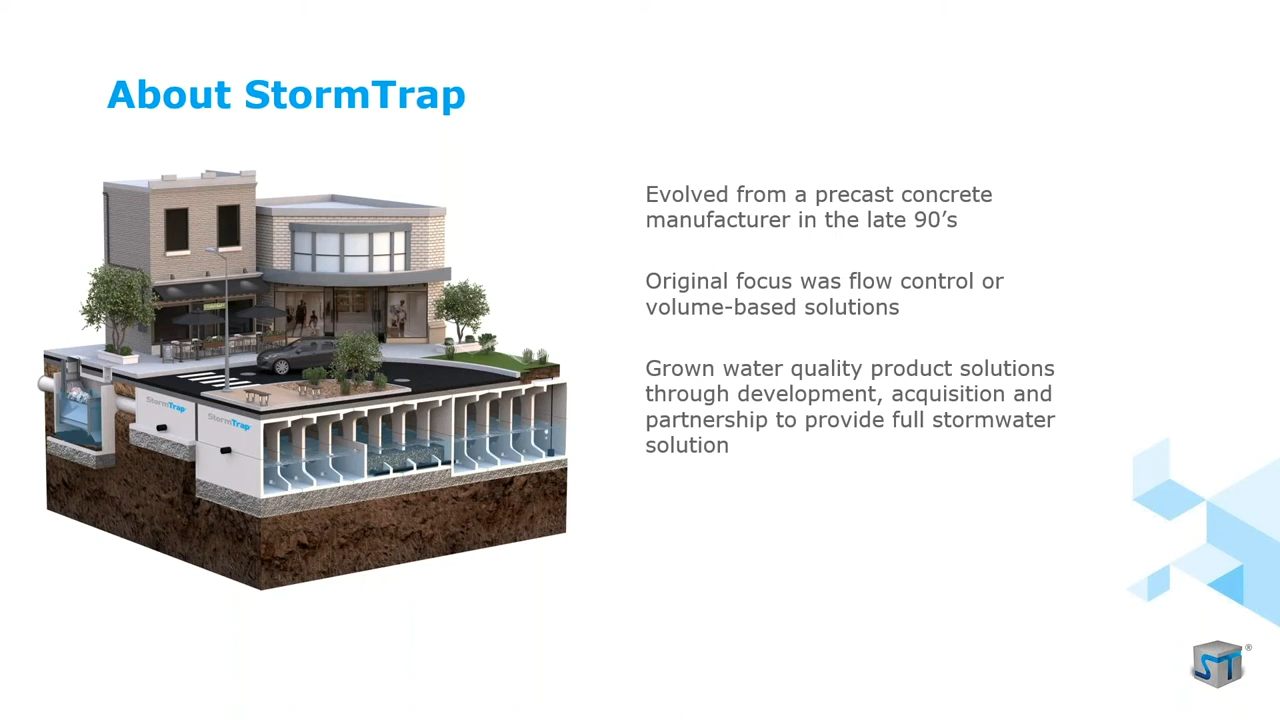 About StormTrap
Evolved from a precast concrete
manufacturer in the late 90’s
Original focus was flow control or
volume-based solutions
Grown water quality product solutions
through development, acquisition and
partnership to provide full stormwater
solution
StormTrap
StormTrap
ST®